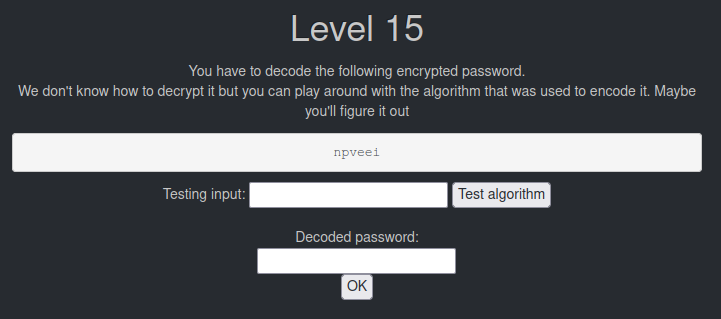 Level 15
You have to decode the following encrypted password.
We don't know how to decrypt it but you can play around with the algorithm that was used to encode it. Maybe
you'll figure it out
npveei
Testing input: Test algorithm
Decoded password:
OK